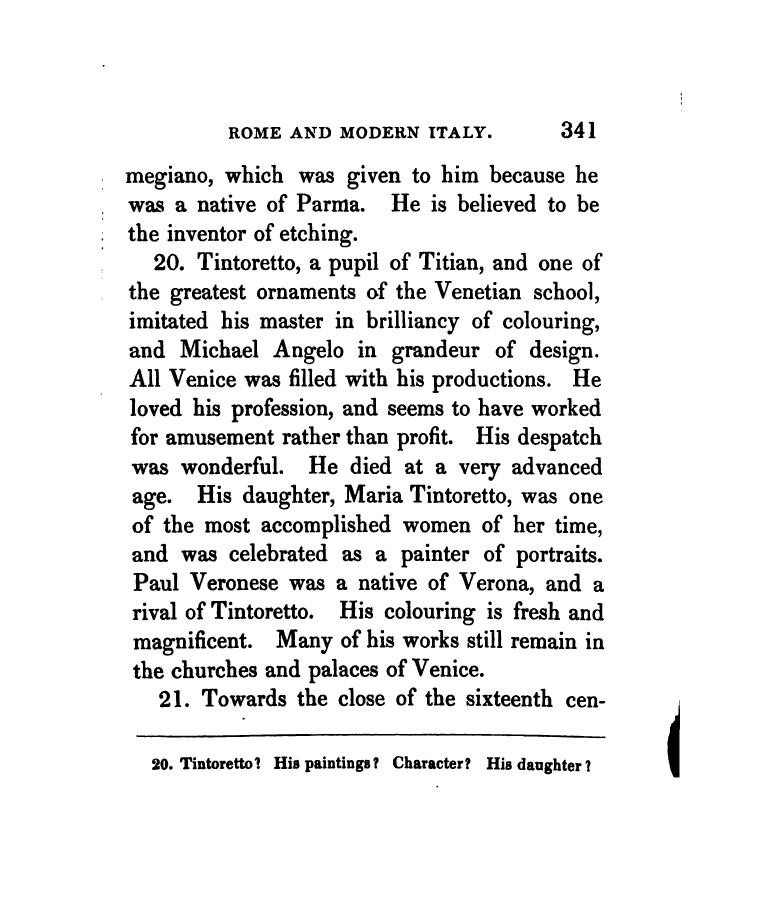 ROME AND MODERN ITALY. 341
megiano, which was given to him because he
was a native of Parma. He is believed to be
the inventor of etching.
20. Tintoretto, a pupil of Titian, and one of
the greatest ornaments of the Venetian school,
imitated his master in brilliancy of colouring,
and Michael Angelo in grandeur of design.
All Venice was filled with his productions. He
loved his profession, and seems to have worked
for amusement rather than profit. His despatch
was wonderful. He died at a very advanced
age. His daughter, Maria Tintoretto, was one
of the most accomplished women of her time,
and was celebrated as a painter of portraits.
Paul Veronese was a native of Verona, and a
rival of Tintoretto. His colouring is fresh and
magnificent. Many of his works still remain in
the churches and palaces of Venice.
21. Towards the close of the sixteenth cen-
20. Tintoretto? His paintings? Character? His daughter?